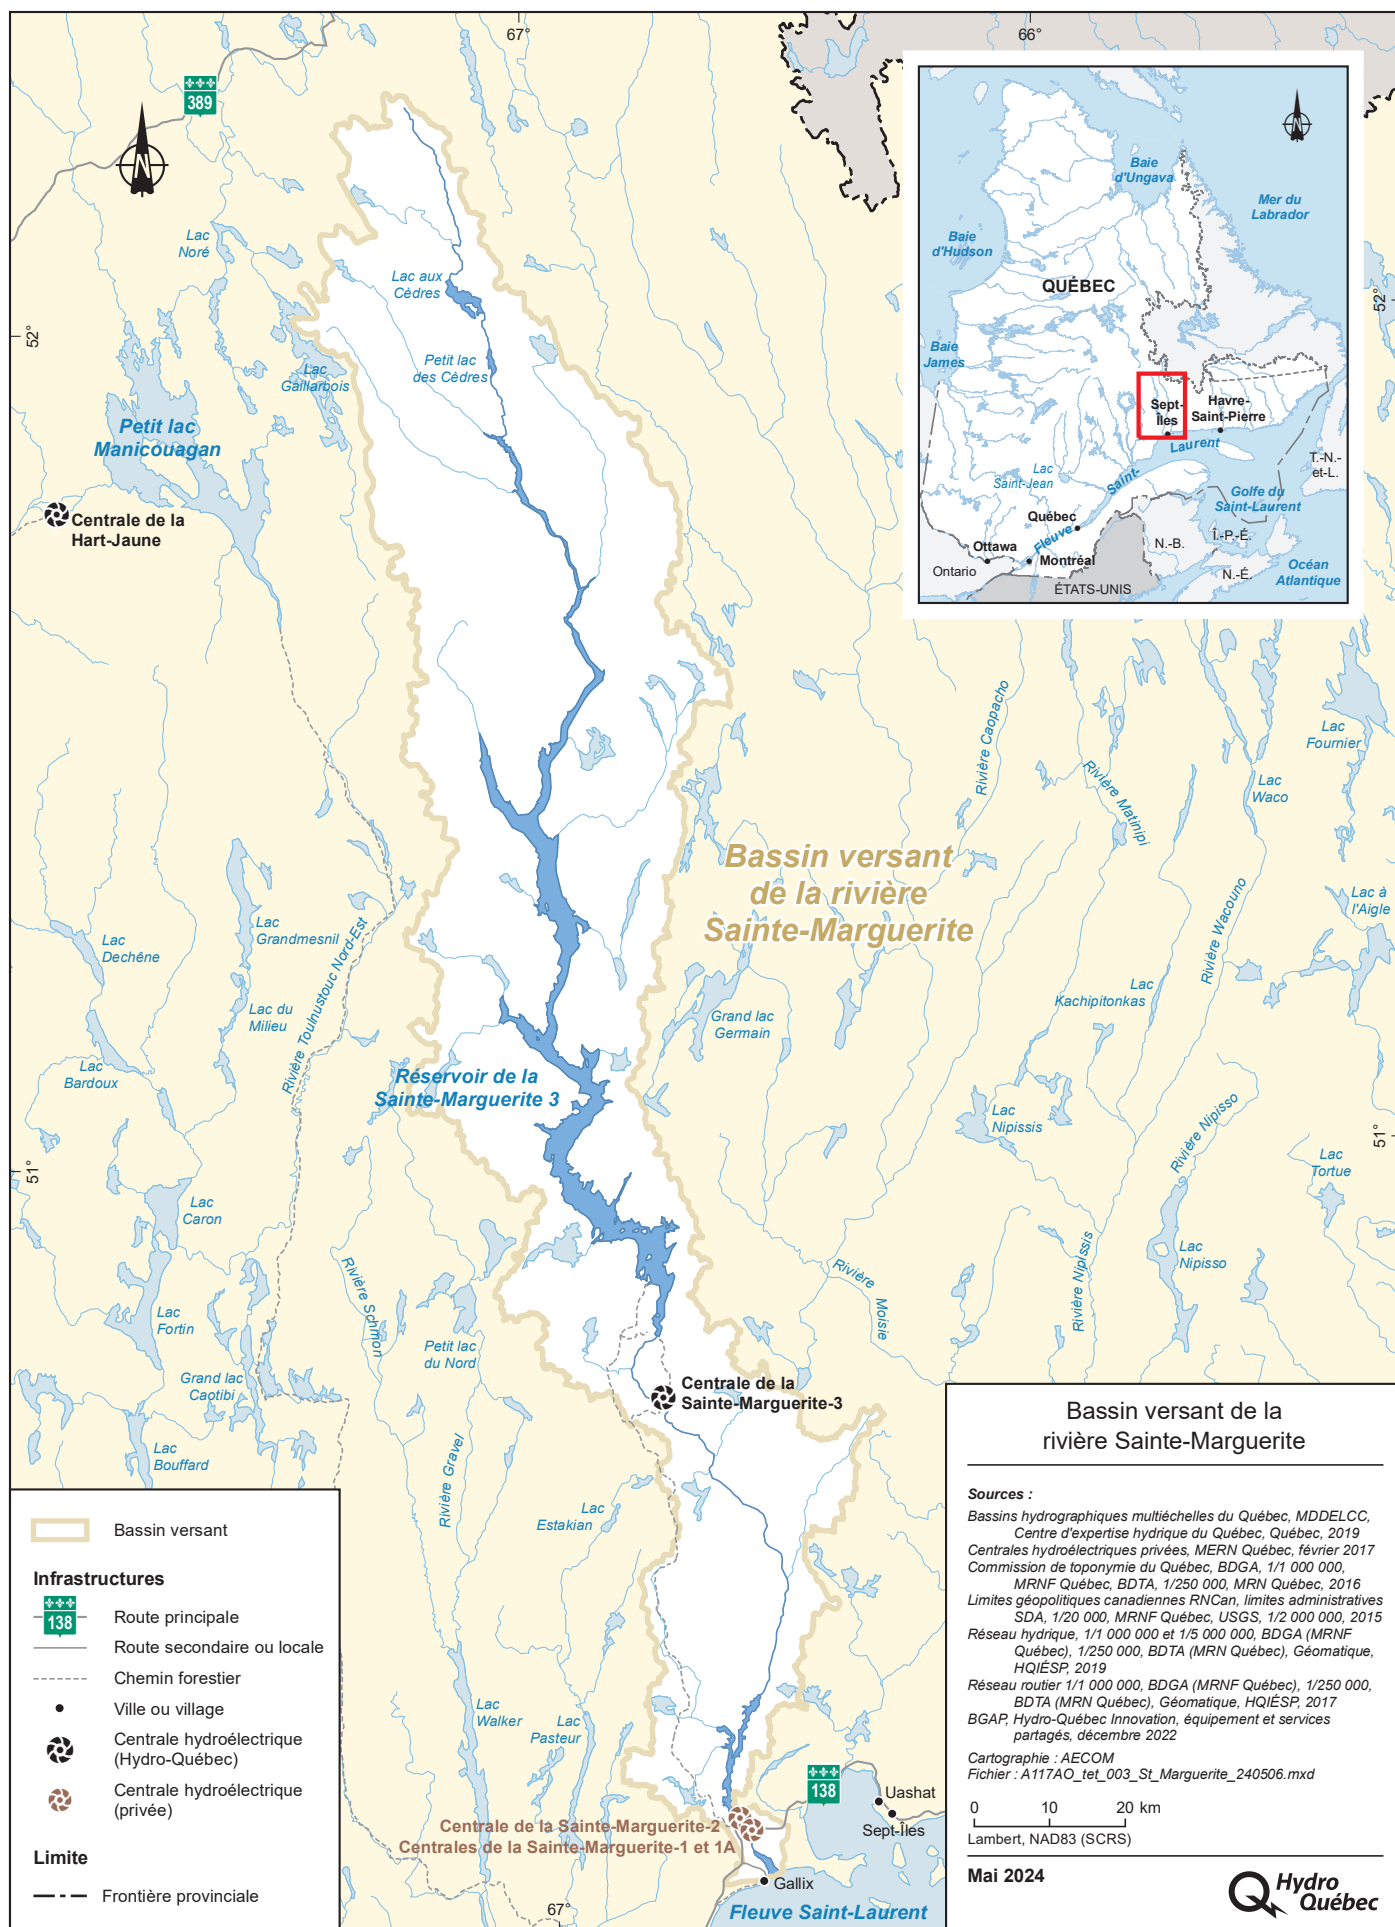 67°
66°
389
N
Lac
Noré
Lac aux
Cèdres
52°
Petit lac
des Cèdres
Lac
Gaillarbois
Petit lac
Manicouagan
Centrale de la
Hart-Jaune
N
Baie
d'Ungava
Mer du
Labrador
Baie
d'Hudson
QUÉBEC
52°
Baie
James
Sept-
Îles
Havre-
Saint-Pierre
Laurent
Saint-
Fleuve
Lac
Saint-Jean
T.-N.-
et-L.
Golfe du
Saint-Laurent
Québec
Ottawa
Montréal
Ontario
N.-B.
Î.-P.-É.
N.-É.
Océan
Atlantique
ÉTATS-UNIS
Rivière Caopacho
Rivière Matinipi
Lac
Fournier
Lac
Waco
Bassin versant
de la rivière
Sainte-Marguerite
Lac à
l'Aigle
Rivière Wacouno
Lac
Grandmesnil
Lac
Dechêne
Rivière Toulnustouc Nord-Est
Lac du
Milieu
Lac
Kachipitonkas
Grand lac
Germain
Lac
Bardoux
Réservoir de la
Sainte-Marguerite 3
Lac
Nipissis
Rivière Nipisso
51°
51°
Lac
Tortue
Lac
Caron
Lac
Nipisso
Rivière Nipissis
Rivière
Moisie
Rivière Schmon
Lac
Fortin
Petit lac
du Nord
Grand lac
Caotibi
Centrale de la
Sainte-Marguerite-3
Lac
Bouffard
Rivière Gravel
Lac
Estakian
Lac
Walker
Lac
Pasteur
138
Uashat
Sept-Îles
Centrale de la Sainte-Marguerite-2
Centrales de la Sainte-Marguerite-1 et 1A
Gallix
67°
Fleuve Saint-Laurent
Bassin versant
Infrastructures
138
Route principale
Route secondaire ou locale
Chemin forestier
Ville ou village
Centrale hydroélectrique
(Hydro-Québec)
Centrale hydroélectrique
(privée)
Limite
Frontière provinciale
Bassin versant de la
rivière Sainte-Marguerite
Sources :
Bassins hydrographiques multiéchelles du Québec, MDDELCC,
Centre d'expertise hydrique du Québec, Québec, 2019
Centrales hydroélectriques privées, MERN Québec, février 2017
Commission de toponymie du Québec, BDGA, 1/1 000 000,
MRNF Québec, BDTA, 1/250 000, MRN Québec, 2016
Limites géopolitiques canadiennes RNCan, limites administratives
SDA, 1/20 000, MRNF Québec, USGS, 1/2 000 000, 2015
Réseau hydrique, 1/1 000 000 et 1/5 000 000, BDGA (MRNF
Québec), 1/250 000, BDTA (MRN Québec), Géomatique,
HQIÉSP, 2019
Réseau routier 1/1 000 000, BDGA (MRNF Québec), 1/250 000,
BDTA (MRN Québec), Géomatique, HQIÉSP, 2017
BGAP, Hydro-Québec Innovation, équipement et services
partagés, décembre 2022
Cartographie : AECOM
Fichier : A117AO_tet_003_St_Marguerite_240506.mxd
0 10 20 km
Lambert, NAD83 (SCRS)
Mai 2024
Hydro
Québec